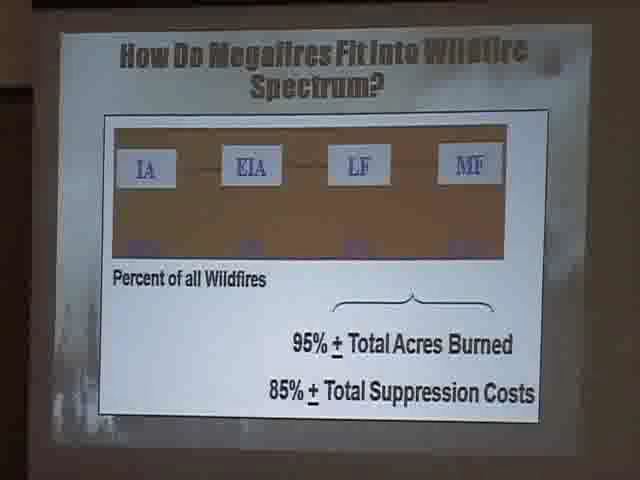 How Do Megafires Fit Into Wildfire
Spectrum?
IA
EIA
LF
MF
Percent of all Wildfires
95% ± Total Acres Burned
85% ± Total Suppression Costs